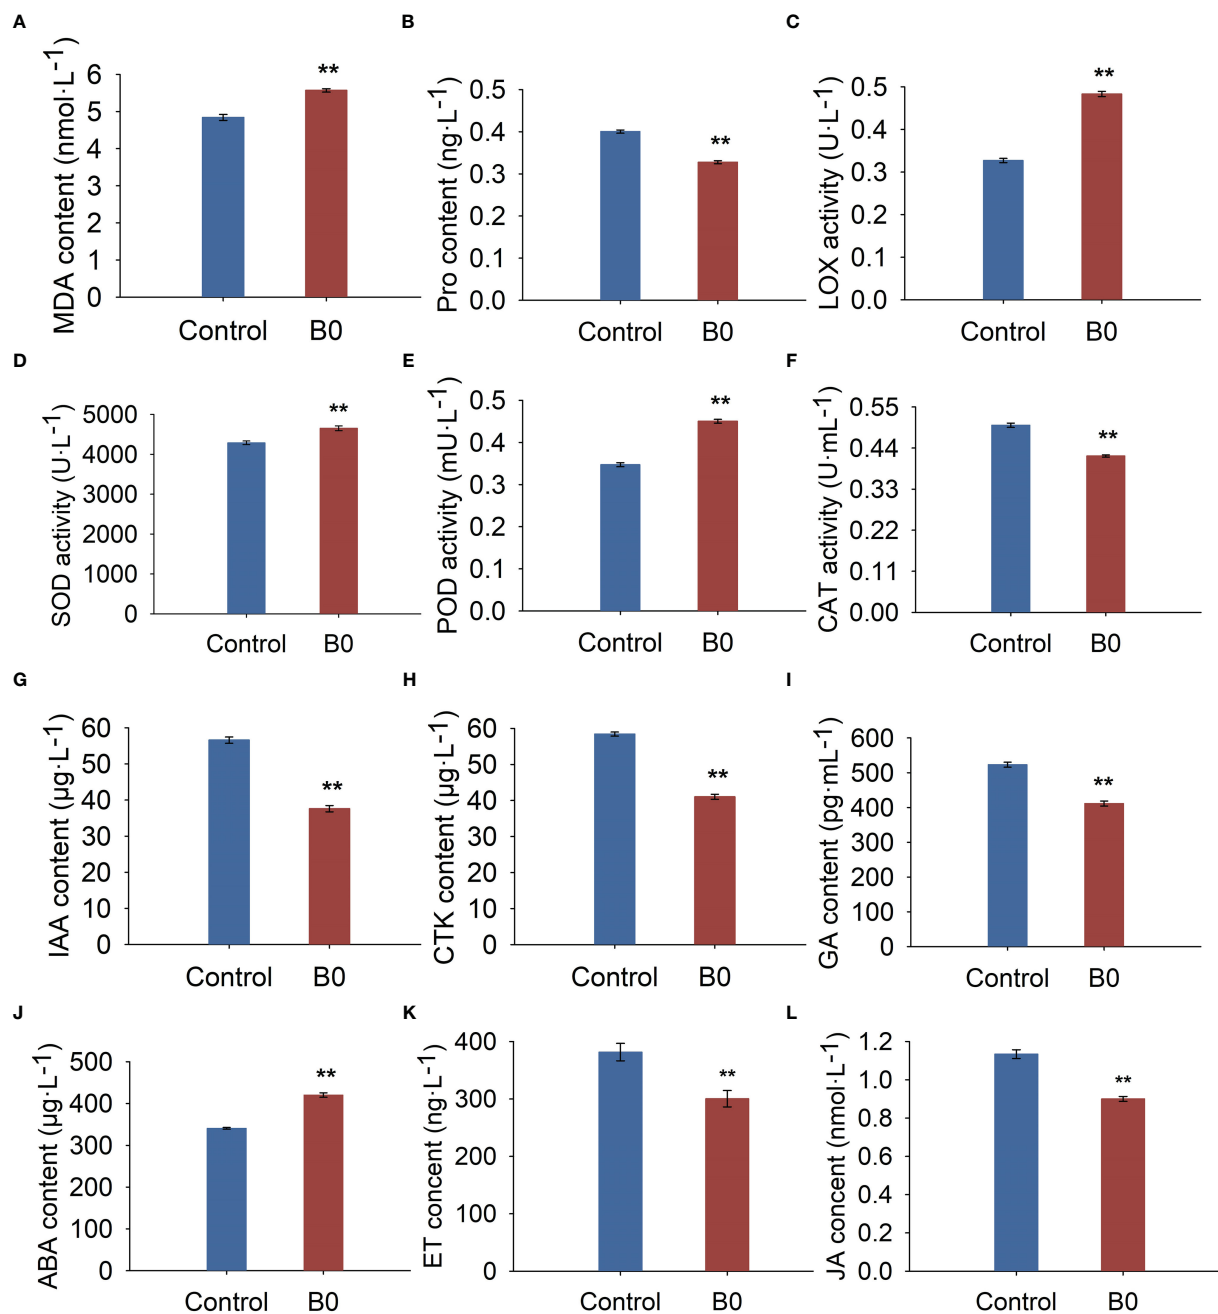 A
MDA content (nmol·L⁻¹)
6
5
4
3
2
1
0
**
Control B0
B
Pro content (ng·L⁻¹)
0.5
0.4
0.3
0.2
0.1
0.0
**
Control B0
C
LOX activity (U·L⁻¹)
0.5
0.4
0.3
0.2
0.1
0.0
**
Control B0
D
SOD activity (U·L⁻¹)
5000
4000
3000
2000
1000
0
**
Control B0
E
POD activity (mU·L⁻¹)
0.5
0.4
0.3
0.2
0.1
0.0
**
Control B0
F
CAT activity (U·mL⁻¹)
0.55
0.44
0.33
0.22
0.11
0.00
**
Control B0
G
IAA content (µg·L⁻¹)
60
50
40
30
20
10
0
**
Control B0
H
CTK content (µg·L⁻¹)
60
50
40
30
20
10
0
**
Control B0
I
GA content (pg·mL⁻¹)
600
500
400
300
200
100
0
**
Control B0
J
ABA content (µg·L⁻¹)
500
400
300
200
100
0
**
Control B0
K
ET concent (ng·L⁻¹)
400
300
200
100
0
**
Control B0
L
JA concent (nmol·L⁻¹)
1.2
1.0
0.8
0.6
0.4
0.2
0.0
**
Control B0